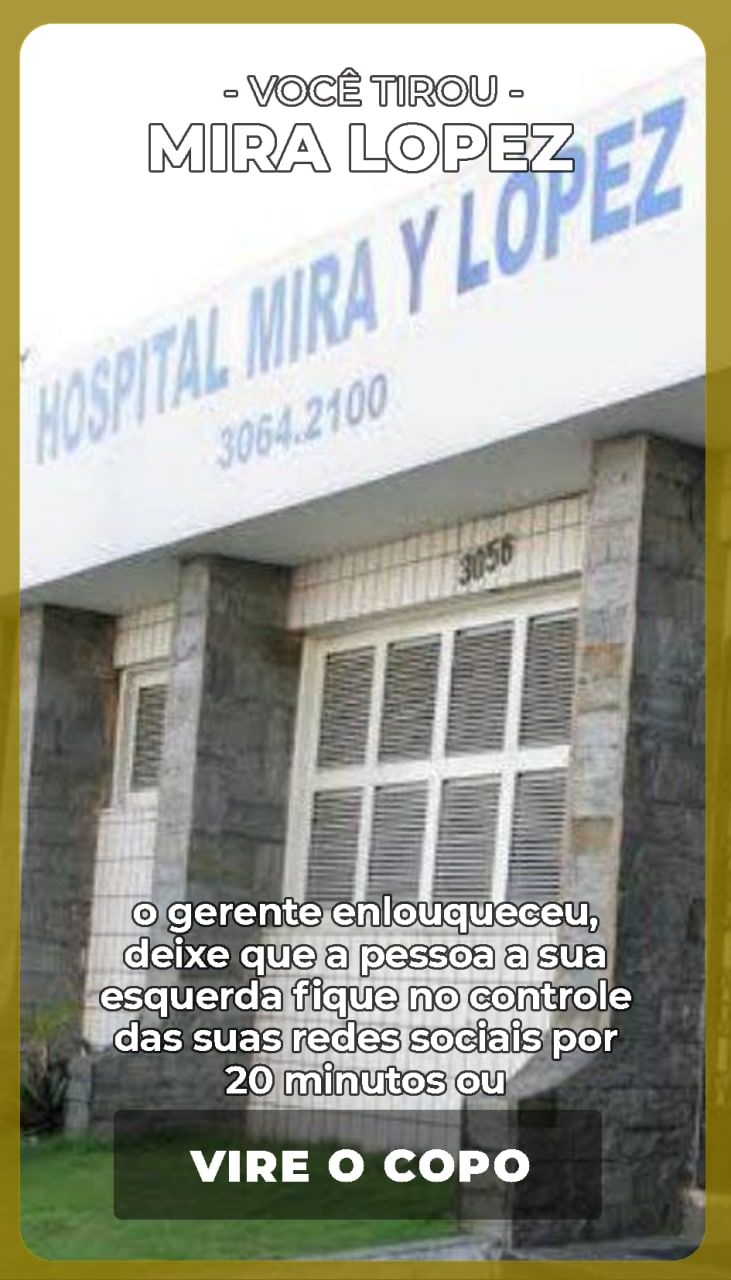 - VOCÊ TIROU -
MIRA LOPEZ
HOSPITAL MIRA Y LOPEZ
3064.2100
3056
o gerente enlouqueceu,
deixe que a pessoa a sua
esquerda fique no controle
das suas redes sociais por
20 minutos ou
VIRE O COPO